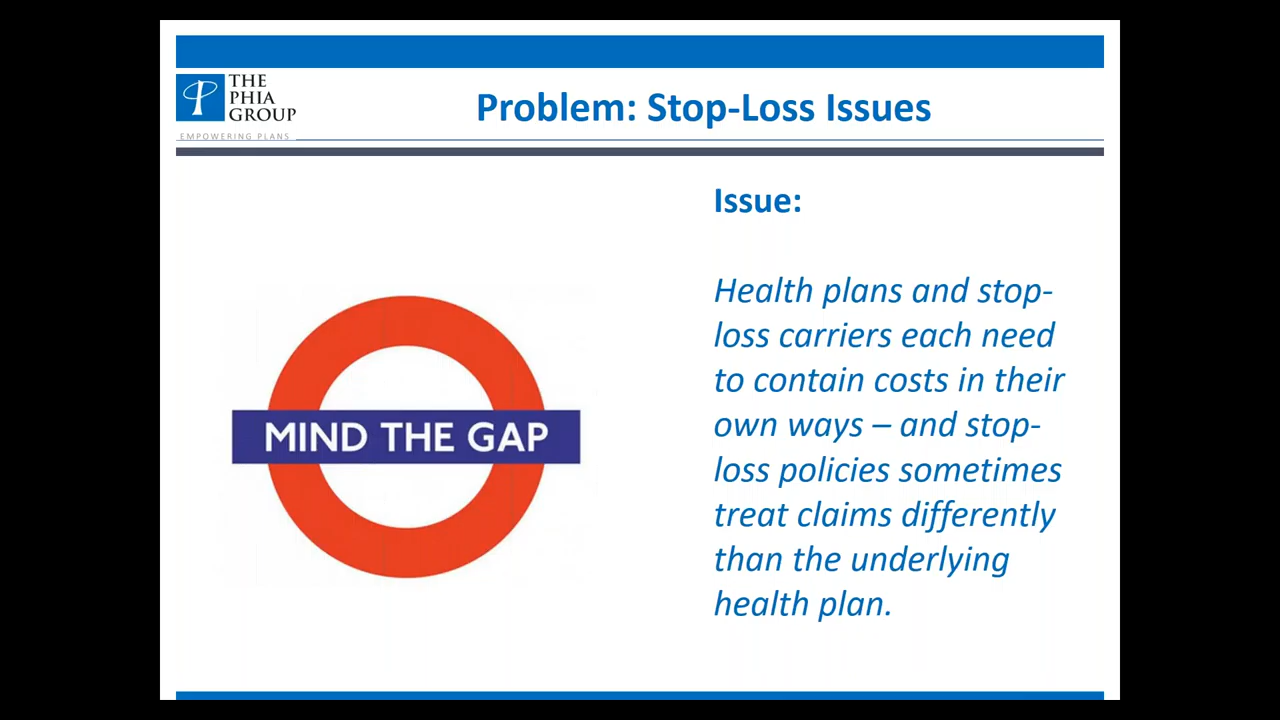 THE
PHIA
GROUP
EMPOWERING PLANS
Problem: Stop-Loss Issues
MIND THE GAP
Issue:
Health plans and stop-
loss carriers each need
to contain costs in their
own ways – and stop-
loss policies sometimes
treat claims differently
than the underlying
health plan.